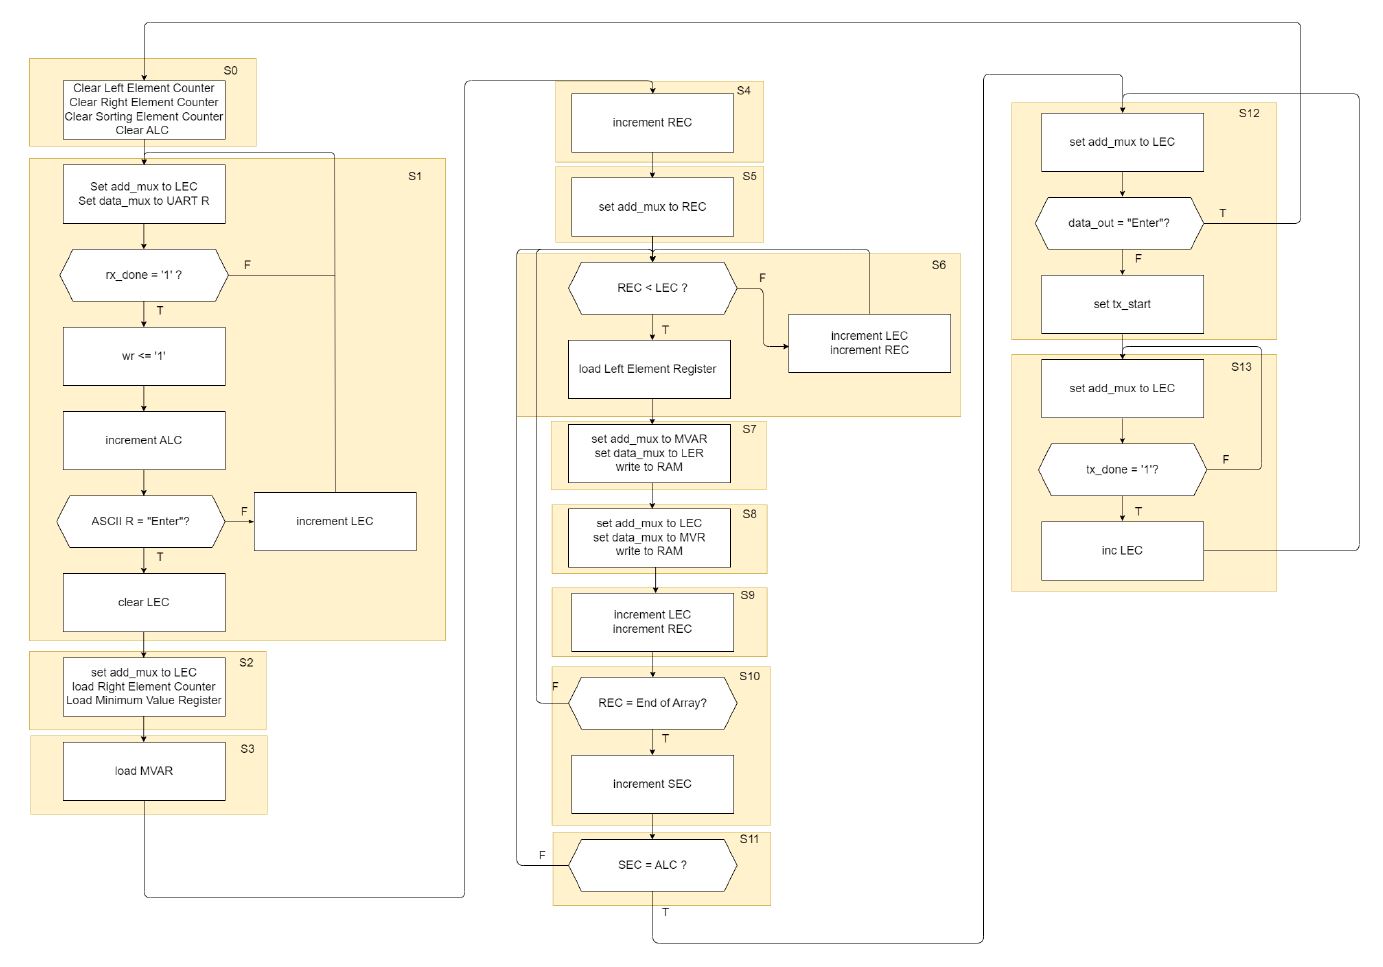 S0
Clear Left Element Counter
Clear Right Element Counter
Clear Sorting Element Counter
Clear ALC
S1
Set add_mux to LEC
Set data_mux to UART R
rx_done = '1' ?
F
T
wr <= '1'
increment ALC
ASCII R = "Enter"?
F
increment LEC
T
clear LEC
S2
set add_mux to LEC
load Right Element Counter
Load Minimum Value Register
S3
load MVAR
S4
increment REC
S5
set add_mux to REC
S6
REC < LEC ?
F
T
increment LEC
increment REC
load Left Element Register
S7
set add_mux to MVAR
set data_mux to LER
write to RAM
S8
set add_mux to LEC
set data_mux to MVR
write to RAM
S9
increment LEC
increment REC
S10
F
REC = End of Array?
T
increment SEC
S11
F
SEC = ALC ?
T
S12
set add_mux to LEC
data_out = "Enter"?
T
F
set tx_start
S13
set add_mux to LEC
tx_done = '1'?
F
T
inc LEC